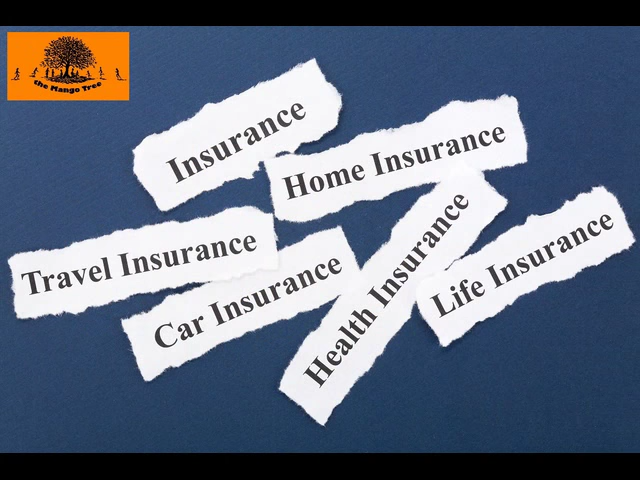 the Mango Tree
Insurance
Home Insurance
Travel Insurance
Car Insurance
Health Insurance
Life Insurance